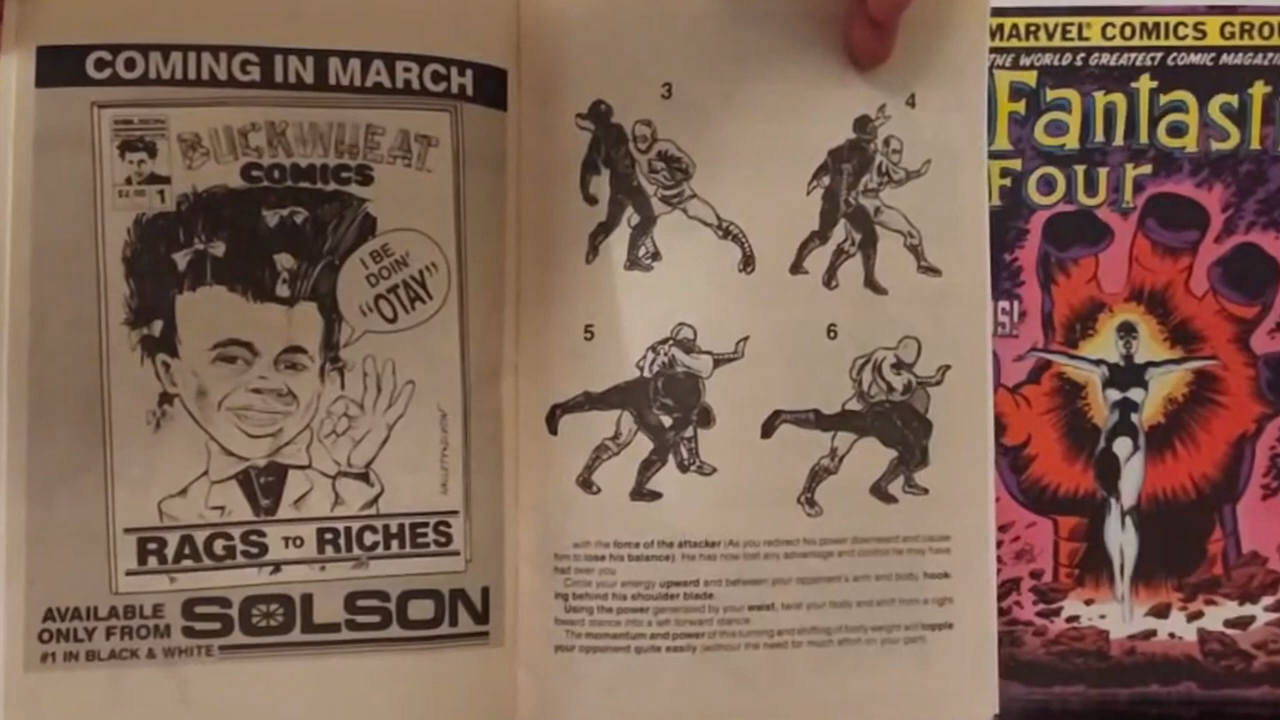 COMING IN MARCH
SOLSON
BUCKWHEAT
COMICS
$2.00 1
I BE
DOIN'
"OTAY"
RAGS TO RICHES
AVAILABLE
ONLY FROM
SOLSON
#1 IN BLACK & WHITE
3
4
5
6
with the force of the attacker (As you redirect his power downward and cause
him to lose his balance). He has now lost any advantage and control he may have
had over you.
Circle your energy upward and between your opponent's arm and body, hook-
ing behind his shoulder blade.
Using the power generated by your waist, twist your body and shift from a right
forward stance into a left forward stance.
The momentum and power of this turning and shifting of body weight will topple
your opponent quite easily (without the need for much effort on your part).
MARVEL COMICS GROU
THE WORLD'S GREATEST COMIC MAGAZI
Fantast
Four
S!